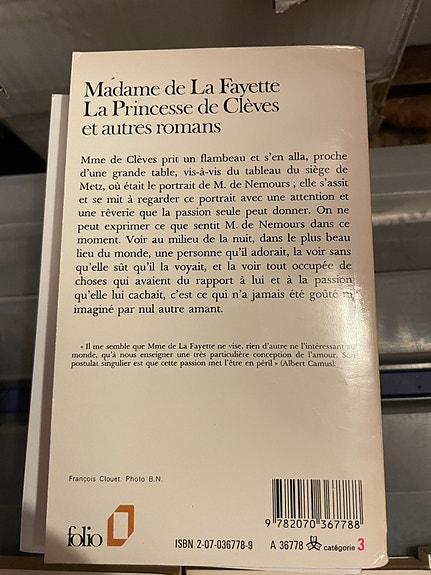 Madame de La Fayette
La Princesse de Clèves
et autres romans
Mme de Clèves prit un flambeau et s'en alla, proche
d'une grande table, vis-à-vis du tableau du siège de
Metz, où était le portrait de M. de Nemours ; elle s'assit
et se mit à regarder ce portrait avec une attention et
une rêverie que la passion seule peut donner. On ne
peut exprimer ce que sentit M. de Nemours dans ce
moment. Voir au milieu de la nuit, dans le plus beau
lieu du monde, une personne qu'il adorait, la voir sans
qu'elle sût qu'il la voyait, et la voir tout occupée de
choses qui avaient du rapport à lui et à la passion
qu'elle lui cachait, c'est ce qui n'a jamais été goûté ni
imaginé par nul autre amant.
« Il me semble que Mme de La Fayette ne vise, rien d'autre ne l'intéressant au
monde, qu'à nous enseigner une très particulière conception de l'amour. Son
postulat singulier est que cette passion met l'être en péril » (Albert Camus).
François Clouet. Photo B.N.
9 782070 367788
folio
ISBN 2-07-036778-9 A 36778 catégorie 3